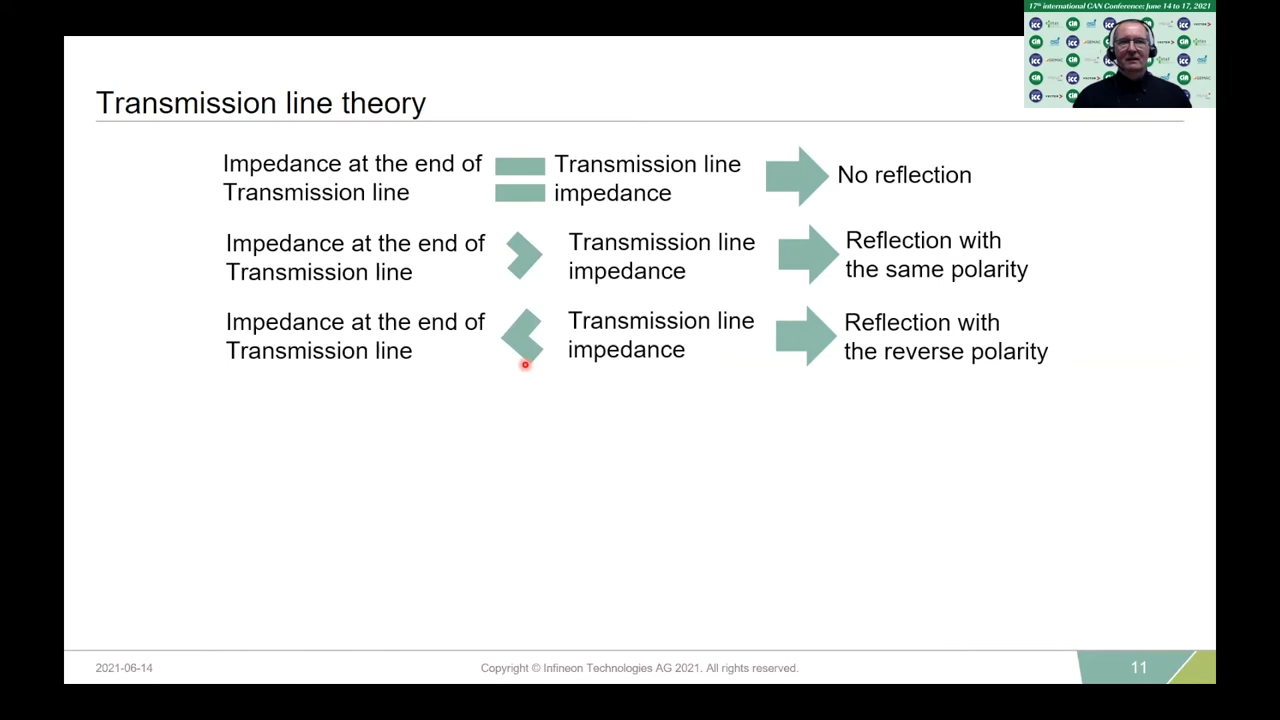 17th international CAN Conference: June 14 to 17, 2021
Transmission line theory
Impedance at the end of
Transmission line
Transmission line
impedance
No reflection
Impedance at the end of
Transmission line
Transmission line
impedance
Reflection with
the same polarity
Impedance at the end of
Transmission line
Transmission line
impedance
Reflection with
the reverse polarity
2021-06-14
Copyright © Infineon Technologies AG 2021. All rights reserved.
11